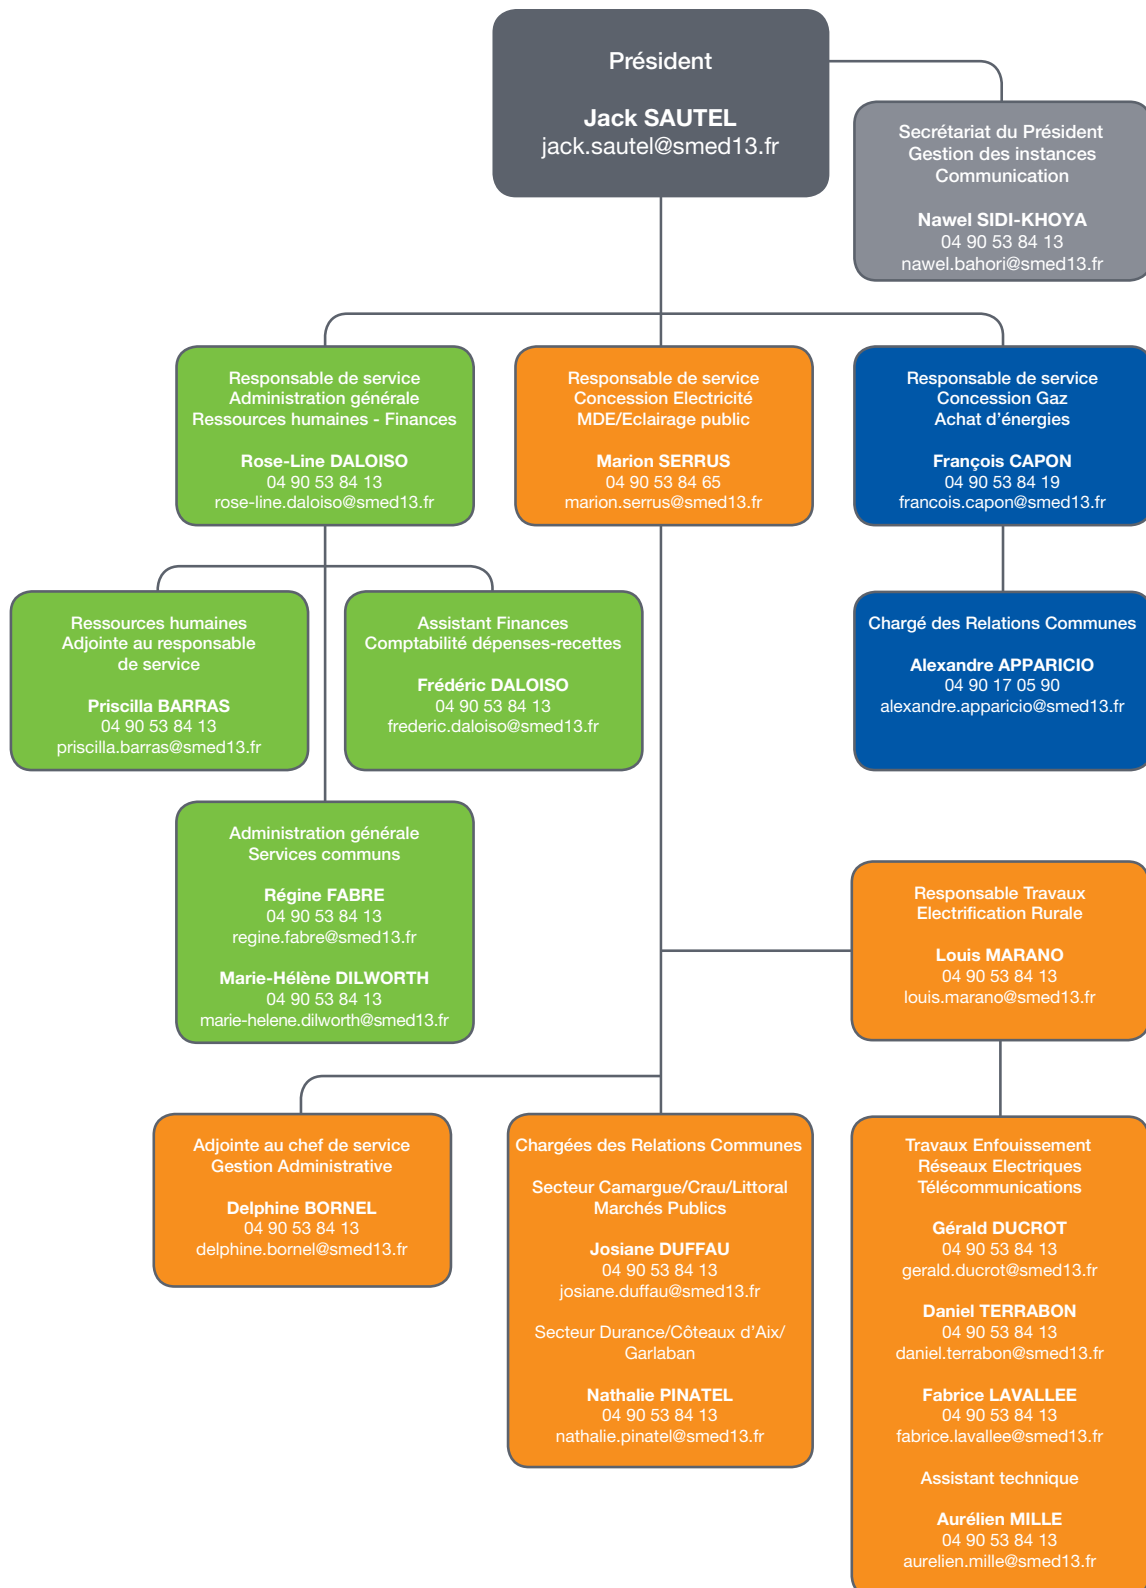 Président
Jack SAUTEL
jack.sautel@smed13.fr
Secrétariat du Président
Gestion des instances
Communication
Nawel SIDI-KHOYA
04 90 53 84 13
nawel.bahori@smed13.fr
Responsable de service
Administration générale
Ressources humaines - Finances
Rose-Line DALOISO
04 90 53 84 13
rose-line.daloiso@smed13.fr
Responsable de service
Concession Electricité
MDE/Eclairage public
Marion SERRUS
04 90 53 84 65
marion.serrus@smed13.fr
Responsable de service
Concession Gaz
Achat d’énergies
François CAPON
04 90 53 84 19
francois.capon@smed13.fr
Ressources humaines
Adjointe au responsable
de service
Priscilla BARRAS
04 90 53 84 13
priscilla.barras@smed13.fr
Assistant Finances
Comptabilité dépenses-recettes
Frédéric DALOISO
04 90 53 84 13
frederic.daloiso@smed13.fr
Chargé des Relations Communes
Alexandre APPARICIO
04 90 17 05 90
alexandre.apparicio@smed13.fr
Administration générale
Services communs
Régine FABRE
04 90 53 84 13
regine.fabre@smed13.fr
Marie-Hélène DILWORTH
04 90 53 84 13
marie-helene.dilworth@smed13.fr
Responsable Travaux
Electrification Rurale
Louis MARANO
04 90 53 84 13
louis.marano@smed13.fr
Adjointe au chef de service
Gestion Administrative
Delphine BORNEL
04 90 53 84 13
delphine.bornel@smed13.fr
Chargées des Relations Communes
Secteur Camargue/Crau/Littoral
Marchés Publics
Josiane DUFFAU
04 90 53 84 13
josiane.duffau@smed13.fr
Secteur Durance/Côteaux d’Aix/
Garlaban
Nathalie PINATEL
04 90 53 84 13
nathalie.pinatel@smed13.fr
Travaux Enfouissement
Réseaux Electriques
Télécommunications
Gérald DUCROT
04 90 53 84 13
gerald.ducrot@smed13.fr
Daniel TERRABON
04 90 53 84 13
daniel.terrabon@smed13.fr
Fabrice LAVALLEE
04 90 53 84 13
fabrice.lavallee@smed13.fr
Assistant technique
Aurélien MILLE
04 90 53 84 13
aurelien.mille@smed13.fr